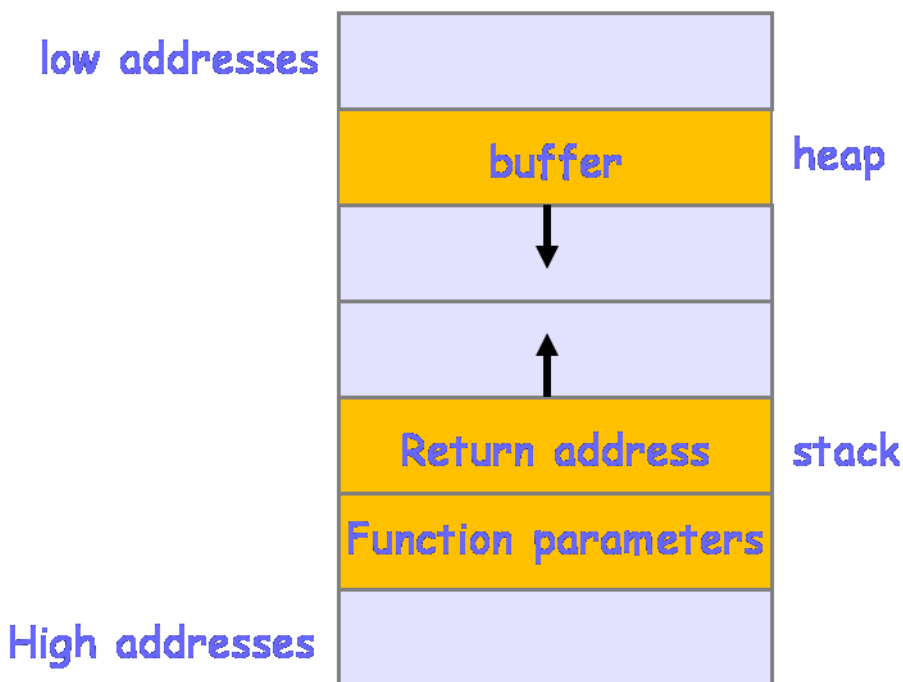 low addresses
buffer
heap
Return address
stack
Function parameters
High addresses